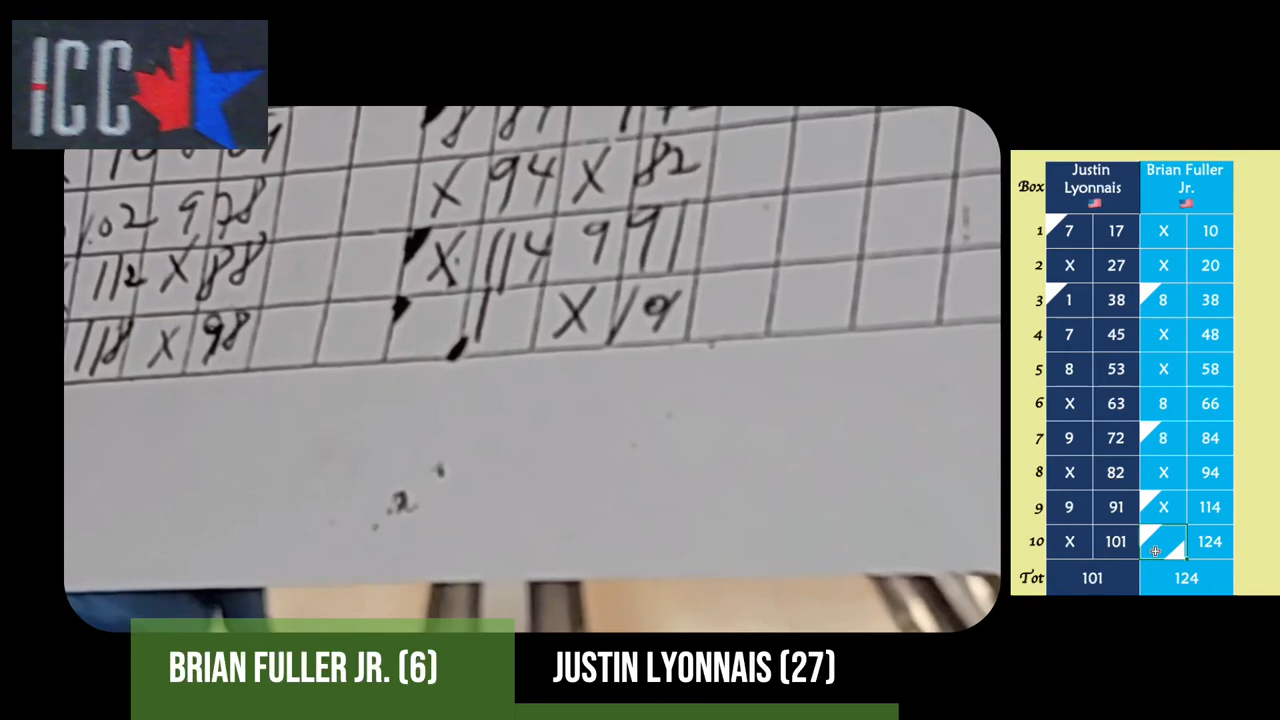 ICC
X 94 X 82
102 9 78
X 114 9 91
112 X 88
118 X 98
Box Justin Lyonnais Brian Fuller Jr.
1 7 17 X 10
2 X 27 X 20
3 1 38 8 38
4 7 45 X 48
5 8 53 X 58
6 X 63 8 66
7 9 72 8 84
8 X 82 X 94
9 9 91 X 114
10 X 101 124
Tot 101 124
BRIAN FULLER JR. (6) JUSTIN LYONNAIS (27)